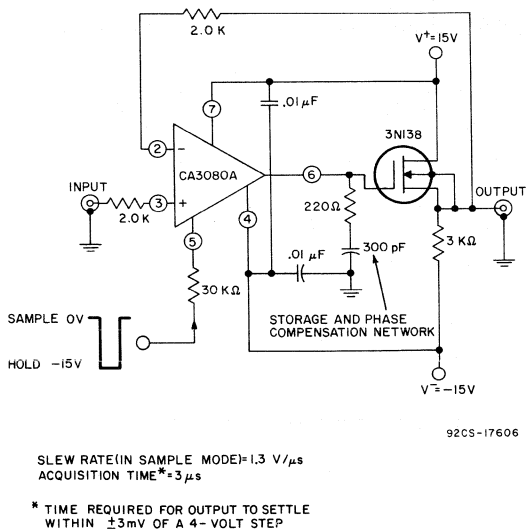 2.0 K
V+=15V
7
.01 µF
3N138
2
−
CA3080A
6
INPUT
3
+
OUTPUT
2.0 K
5
4
220Ω
.01 µF
300 pF
3 KΩ
30 KΩ
SAMPLE 0V
STORAGE AND PHASE
COMPENSATION NETWORK
HOLD −15V
V−=−15V
92CS-17606
SLEW RATE(IN SAMPLE MODE)=1.3 V/µs
ACQUISITION TIME*=3µs
* TIME REQUIRED FOR OUTPUT TO SETTLE
WITHIN ±3mV OF A 4-VOLT STEP